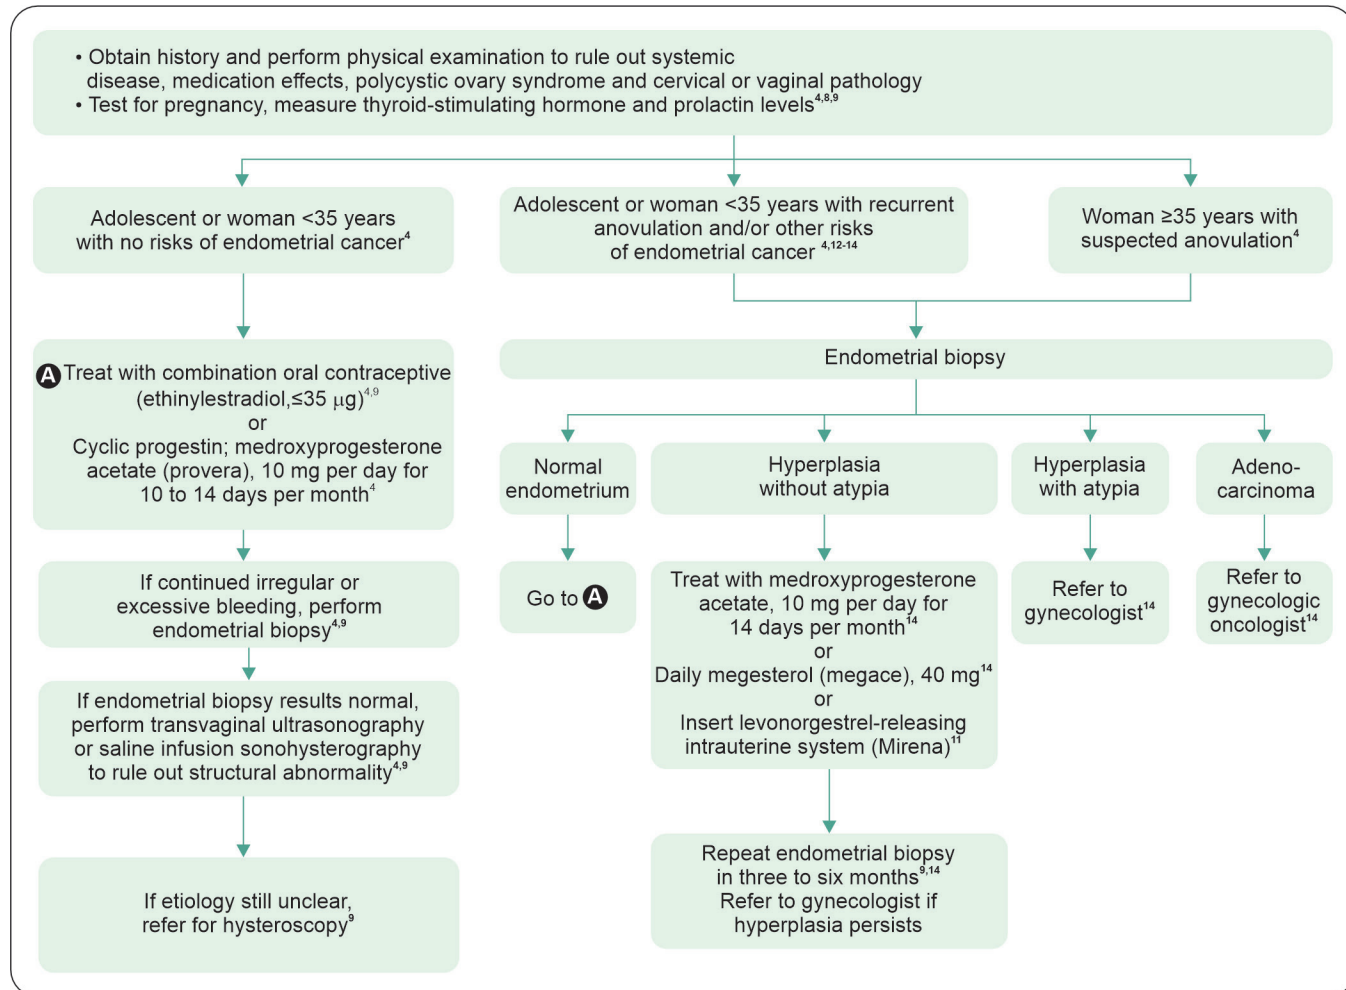 • Obtain history and perform physical examination to rule out systemic
disease, medication effects, polycystic ovary syndrome and cervical or vaginal pathology
• Test for pregnancy, measure thyroid-stimulating hormone and prolactin levels4,8,9
Adolescent or woman <35 years
with no risks of endometrial cancer4
Adolescent or woman <35 years with recurrent
anovulation and/or other risks
of endometrial cancer 4,12-14
Woman ≥35 years with
suspected anovulation4
A Treat with combination oral contraceptive
(ethinylestradiol,≤35 μg)4,9
or
Cyclic progestin; medroxyprogesterone
acetate (provera), 10 mg per day for
10 to 14 days per month4
If continued irregular or
excessive bleeding, perform
endometrial biopsy4,9
If endometrial biopsy results normal,
perform transvaginal ultrasonography
or saline infusion sonohysterography
to rule out structural abnormality4,9
If etiology still unclear,
refer for hysteroscopy9
Endometrial biopsy
Normal
endometrium
Go to A
Hyperplasia
without atypia
Treat with medroxyprogesterone
acetate, 10 mg per day for
14 days per month14
or
Daily megesterol (megace), 40 mg14
or
Insert levonorgestrel-releasing
intrauterine system (Mirena)11
Repeat endometrial biopsy
in three to six months9,14
Refer to gynecologist if
hyperplasia persists
Hyperplasia
with atypia
Refer to
gynecologist14
Adeno-
carcinoma
Refer to
gynecologic
oncologist14